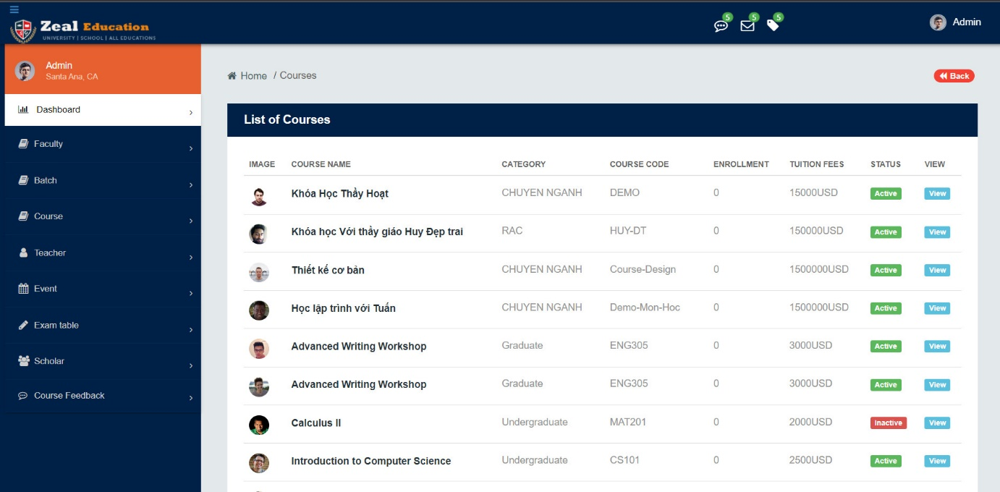 5 5 5
Zeal Education
UNIVERSITY | SCHOOL | ALL EDUCATIONS
Admin
Admin
Santa Ana, CA
Dashboard
Faculty
Batch
Course
Teacher
Event
Exam table
Scholar
Course Feedback
Home / Courses
Back
List of Courses
IMAGE COURSE NAME CATEGORY COURSE CODE ENROLLMENT TUITION FEES STATUS VIEW
Khóa Học Thầy Hoạt CHUYEN NGANH DEMO 0 15000USD Active View
Khóa học Với thầy giáo Huy Đẹp trai RAC HUY-DT 0 150000USD Active View
Thiết kế cơ bản CHUYEN NGANH Course-Design 0 1500000USD Active View
Học lập trình với Tuấn CHUYEN NGANH Demo-Mon-Hoc 0 1500000USD Active View
Advanced Writing Workshop Graduate ENG305 0 3000USD Active View
Advanced Writing Workshop Graduate ENG305 0 3000USD Active View
Calculus II Undergraduate MAT201 0 2000USD Inactive View
Introduction to Computer Science Undergraduate CS101 0 2500USD Active View